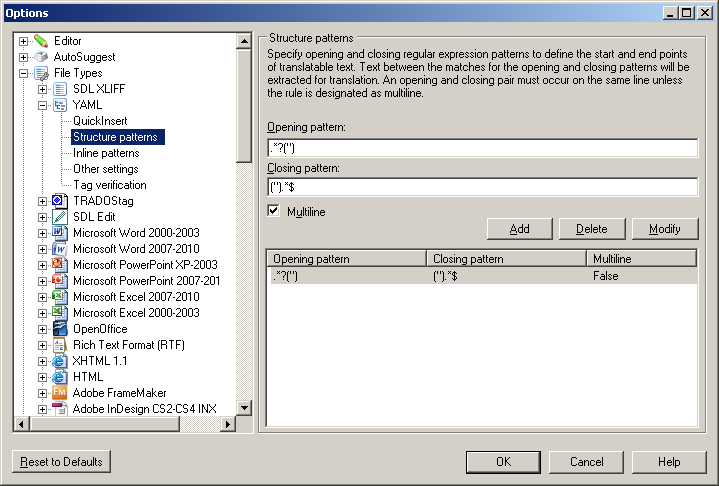 Options
Editor
AutoSuggest
File Types
SDL XLIFF
YAML
QuickInsert
Structure patterns
Inline patterns
Other settings
Tag verification
TRADOStag
SDL Edit
Microsoft Word 2000-2003
Microsoft Word 2007-2010
Microsoft PowerPoint XP-2003
Microsoft PowerPoint 2007-201
Microsoft Excel 2007-2010
Microsoft Excel 2000-2003
OpenOffice
Rich Text Format (RTF)
XHTML 1.1
HTML
Adobe FrameMaker
Adobe InDesign CS2-CS4 INX
Structure patterns
Specify opening and closing regular expression patterns to define the start and end points
of translatable text. Text between the matches for the opening and closing patterns will be
extracted for translation. An opening and closing pair must occur on the same line unless
the rule is designated as multiline.
Opening pattern:
.*?(")
Closing pattern:
(").*$
Multiline
Add Delete Modify
Opening pattern Closing pattern Multiline
.*?(") (").*$ False
Reset to Defaults OK Cancel Help